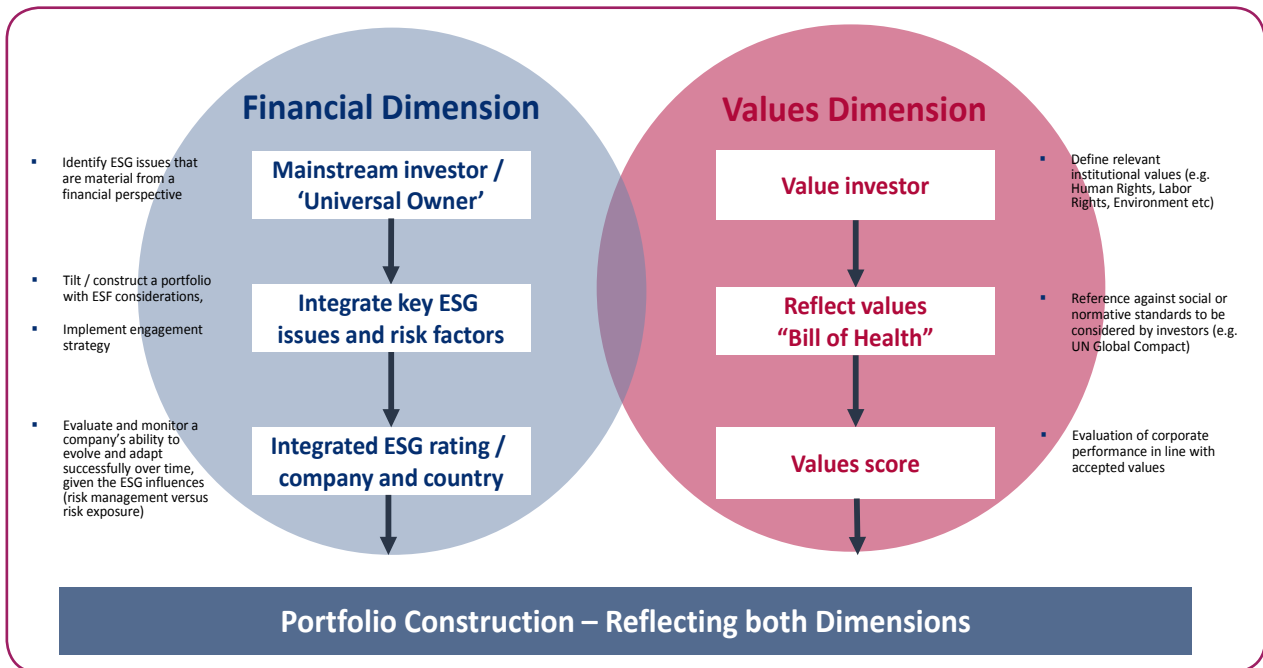 Financial Dimension
▪ Identify ESG issues that
are material from a
financial perspective
Mainstream investor /
‘Universal Owner’
▪ Tilt / construct a portfolio
with ESF considerations,
▪ Implement engagement
strategy
Integrate key ESG
issues and risk factors
▪ Evaluate and monitor a
company’s ability to
evolve and adapt
successfully over time,
given the ESG influences
(risk management versus
risk exposure)
Integrated ESG rating /
company and country
Values Dimension
Value investor
▪ Define relevant
institutional values (e.g.
Human Rights, Labor
Rights, Environment etc)
Reflect values
“Bill of Health”
▪ Reference against social or
normative standards to be
considered by investors (e.g.
UN Global Compact)
Values score
▪ Evaluation of corporate
performance in line with
accepted values
Portfolio Construction – Reflecting both Dimensions